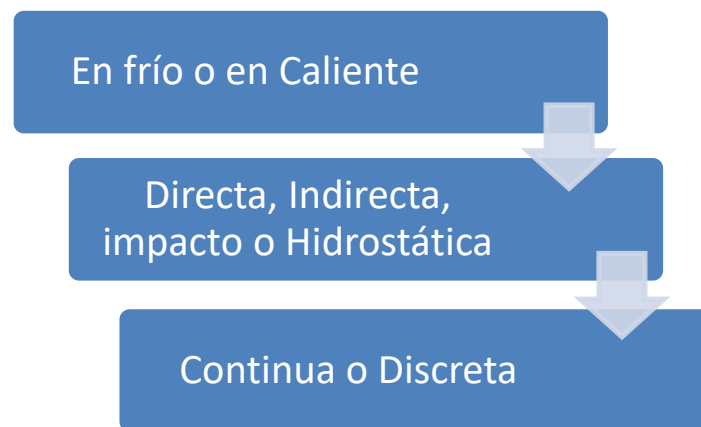 En frío o en Caliente
Directa, Indirecta,
impacto o Hidrostática
Continua o Discreta